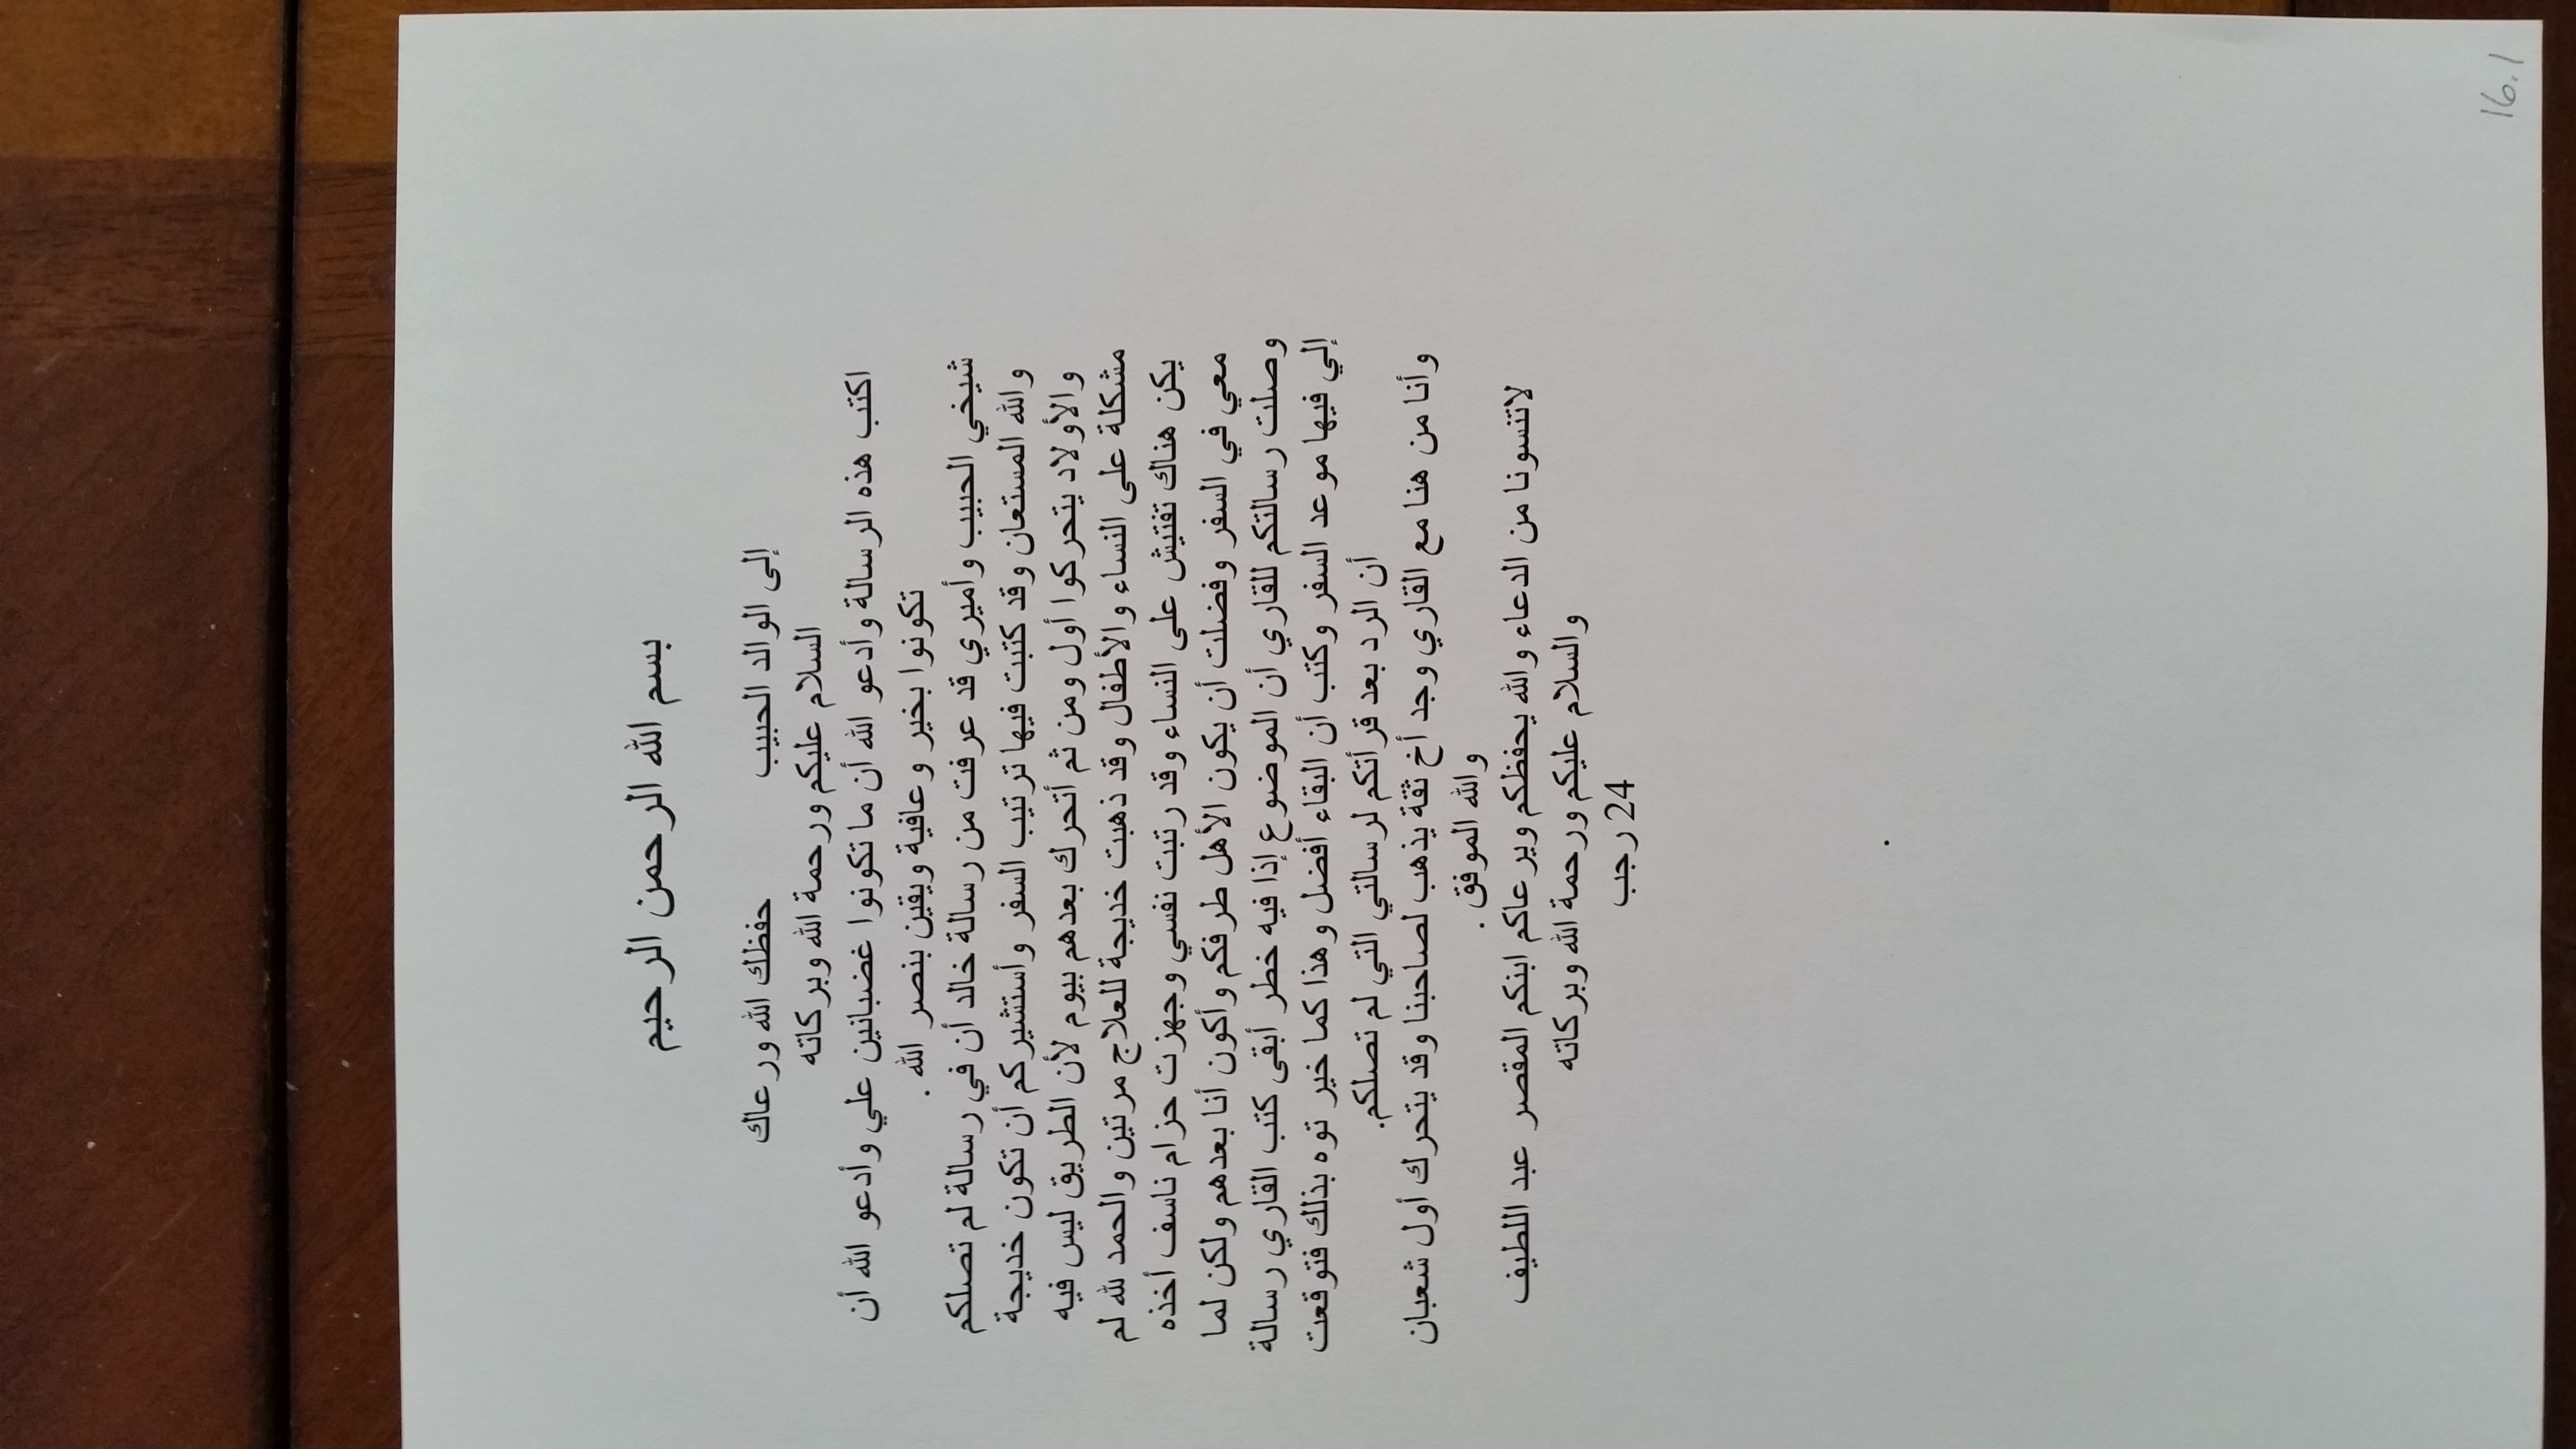 16.1
بسم الله الرحمن الرحيم
إلى الوالد الحبيب حفظك الله ورعاك
السلام عليكم ورحمة الله وبركاته
اكتب هذه الرسالة وأدعو الله أن ما تكونوا غضبانين علي وأدعو الله أن
تكونوا بخير وعافية ويقين بنصر الله .
شيخي الحبيب وأميري قد عرفت من رسالة خالد أن في رسالة لم تصلكم
والله المستعان وقد كتبت فيها ترتيب السفر وأستشيركم أن تكون خديجة
والأولاد يتحركوا أول ومن ثم أتحرك بعدهم بيوم لأن الطريق ليس فيه
مشكلة على النساء والأطفال وقد ذهبت خديجة للعلاج مرتين والحمد لله لم
يكن هناك تفتيش على النساء وقد رتبت نفسي وجهزت حزام ناسف أخذه
معي في السفر وفضلت أن يكون الأهل طرفكم وأكون أنا بعدهم ولكن لما
وصلت رسالتكم للقاري أن الموضوع إذا فيه خطر أبقى كتب القاري رسالة
إلي فيها موعد السفر وكتب أن البقاء أفضل وهذا كما خير توه بذلك فتوقعت
أن الرد بعد قرأتكم لرسالتي التي لم تصلكم.
وأنا من هنا مع القاري وجد أخ ثقة يذهب لصاحبنا وقد يتحرك أول شعبان
والله الموفق .
لاتنسونا من الدعاء والله يحفظكم ويرعاكم ابنكم المقصر عبد اللطيف
والسلام عليكم ورحمة الله وبركاته
24 رجب